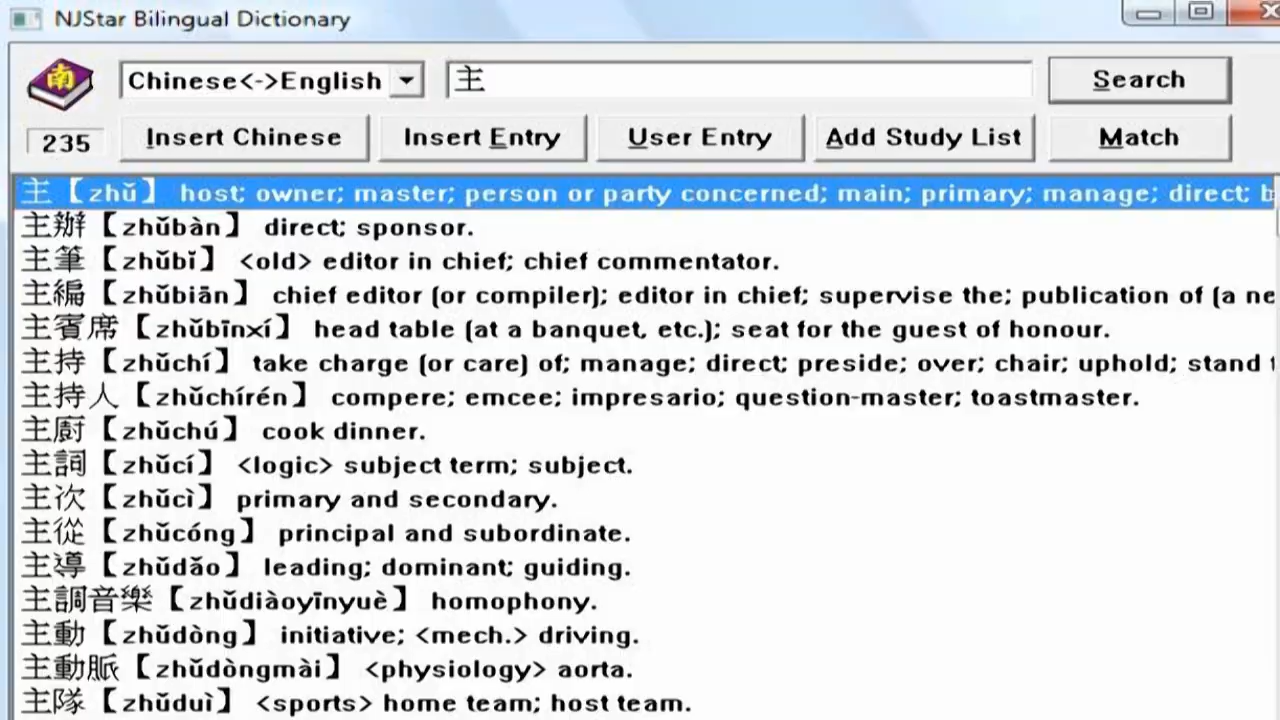 NJStar Bilingual Dictionary
南
Chinese<->English
主
Search
235
Insert Chinese
Insert Entry
User Entry
Add Study List
Match
主【zhǔ】 host; owner; master; person or party concerned; main; primary; manage; direct;
主辦【zhǔbàn】 direct; sponsor.
主筆【zhǔbǐ】 <old> editor in chief; chief commentator.
主編【zhǔbiān】 chief editor (or compiler); editor in chief; supervise the; publication of (a
主賓席【zhǔbīnxí】 head table (at a banquet, etc.); seat for the guest of honour.
主持【zhǔchí】 take charge (or care) of; manage; direct; preside; over; chair; uphold; stand
主持人【zhǔchírén】 compere; emcee; impresario; question-master; toastmaster.
主廚【zhǔchú】 cook dinner.
主詞【zhǔcí】 <logic> subject term; subject.
主次【zhǔcì】 primary and secondary.
主從【zhǔcóng】 principal and subordinate.
主導【zhǔdǎo】 leading; dominant; guiding.
主調音樂【zhǔdiàoyīnyuè】 homophony.
主動【zhǔdòng】 initiative; <mech.> driving.
主動脈【zhǔdòngmài】 <physiology> aorta.
主隊【zhǔduì】 <sports> home team; host team.